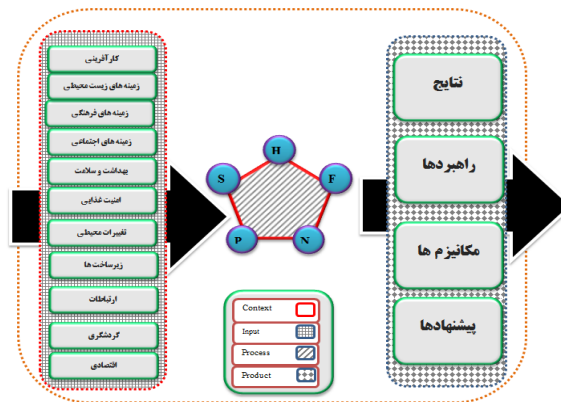 کارآفرینی
زمینه های زیست محیطی
زمینه های فرهنگی
زمینه های اجتماعی
بهداشت و سلامت
امنیت غذایی
تغییرات محیطی
زیرساخت ها
ارتباطات
گردشگری
اقتصادی
H
S
F
P
N
Context
Input
Process
Product
نتایج
راهبردها
مکانیزم ها
پیشنهادها